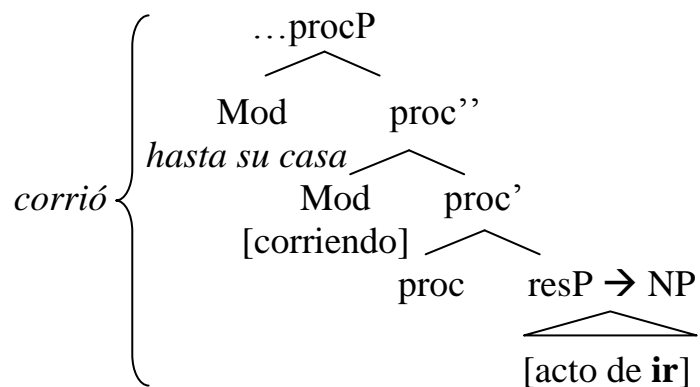 …procP
Mod proc’’
hasta su casa
corrió
Mod proc’
[corriendo]
proc resP → NP
[acto de ir]